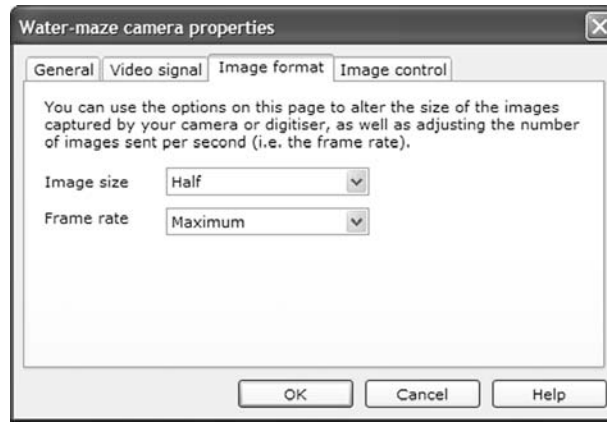 Water-maze camera properties
General Video signal Image format Image control
You can use the options on this page to alter the size of the images
captured by your camera or digitiser, as well as adjusting the number
of images sent per second (i.e. the frame rate).
Image size Half
Frame rate Maximum
OK Cancel Help